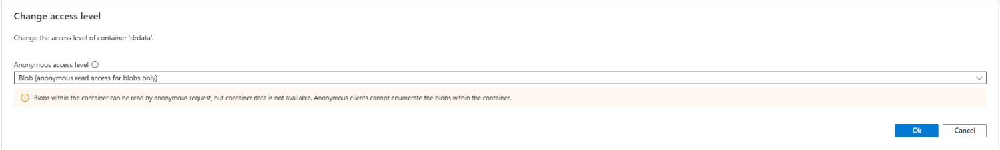 Change access level
Change the access level of container 'drdata'.
Anonymous access level
Blob (anonymous read access for blobs only)
Blobs within the container can be read by anonymous request, but container data is not available. Anonymous clients cannot enumerate the blobs within the container.
Ok Cancel